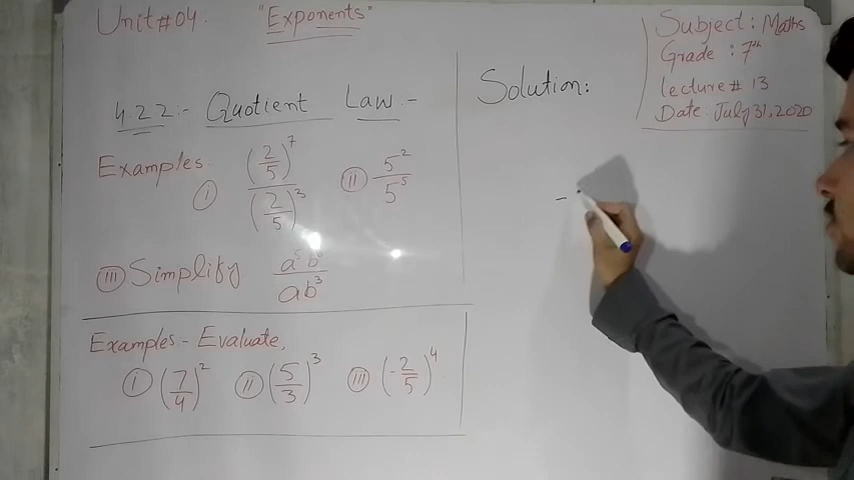 Unit#04. "Exponents"
Subject: Maths
Grade: 7th
Lecture# 13
Date: July 31, 2020
4.2.2:- Quotient Law:-
Solution:
Examples:
(i) (2/5)^7 / (2/5)^3 (ii) 5^2 / 5^5
(iii) Simplify a^5 b^6 / ab^3
Examples:- Evaluate,
(i) (7/4)^2 (ii) (5/3)^3 (iii) (-2/5)^4